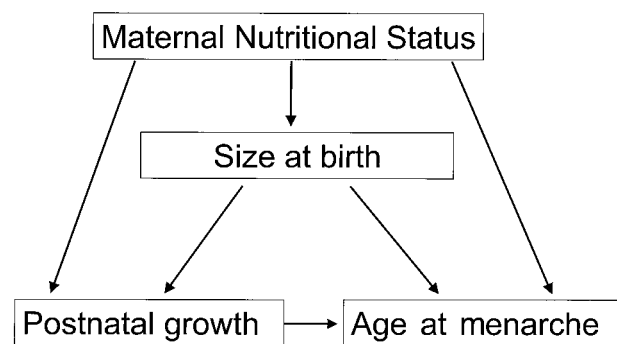 Maternal Nutritional Status
Size at birth
Postnatal growth
Age at menarche